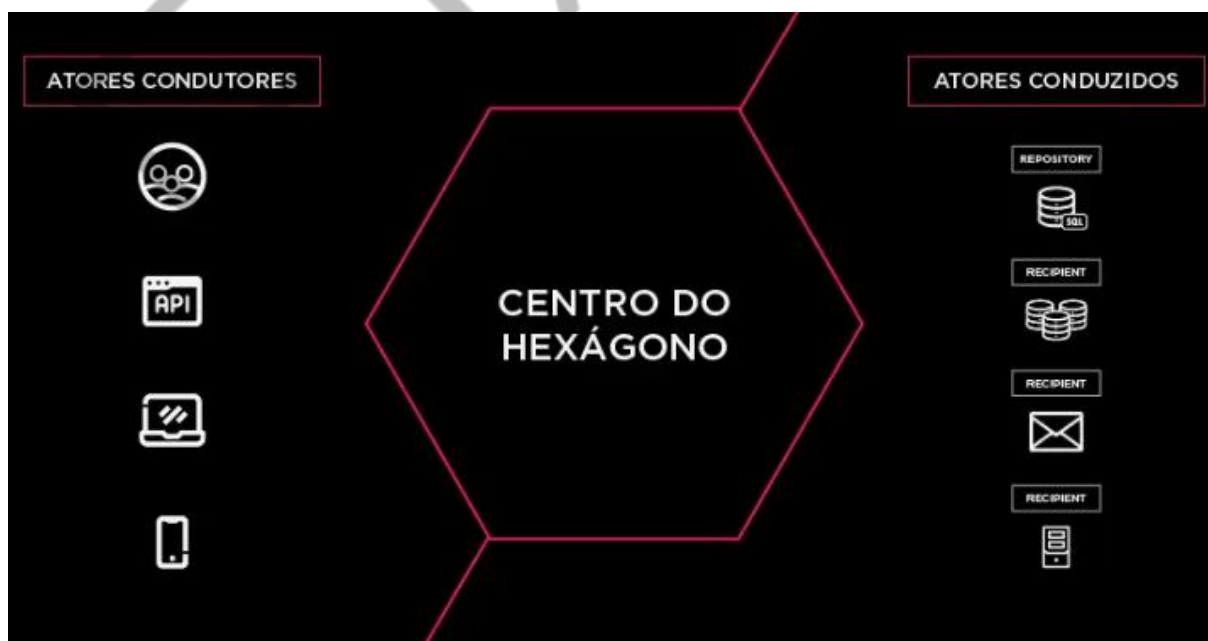 ATORES CONDUTORES
API
CENTRO DO
HEXÁGONO
ATORES CONDUZIDOS
REPOSITORY
SQL
RECIPIENT
RECIPIENT
RECIPIENT